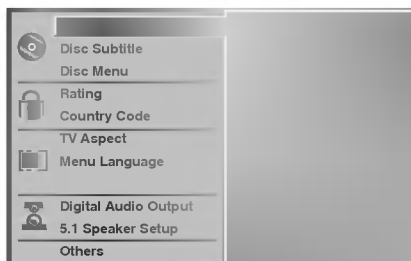 Disc Subtitle
Disc Menu
Rating
Country Code
TV Aspect
Menu Language
Digital Audio Output
5.1 Speaker Setup
Others